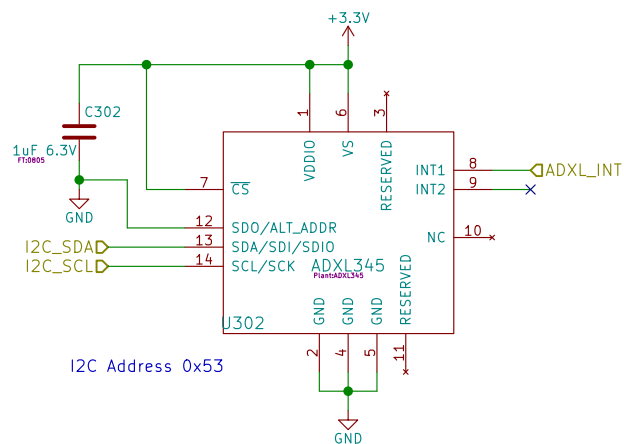 +3.3V
C302
1uF 6.3V
FT:0805
GND
1
6
3
VDDIO
VS
RESERVED
7
CS
INT1
8
ADXL_INT
INT2
9
12
SDO/ALT_ADDR
I2C_SDA
13
SDA/SDI/SDIO
NC
10
I2C_SCL
14
SCL/SCK
ADXL345
Plant:ADXL345
GND
GND
GND
RESERVED
U302
2
4
5
11
I2C Address 0x53
GND